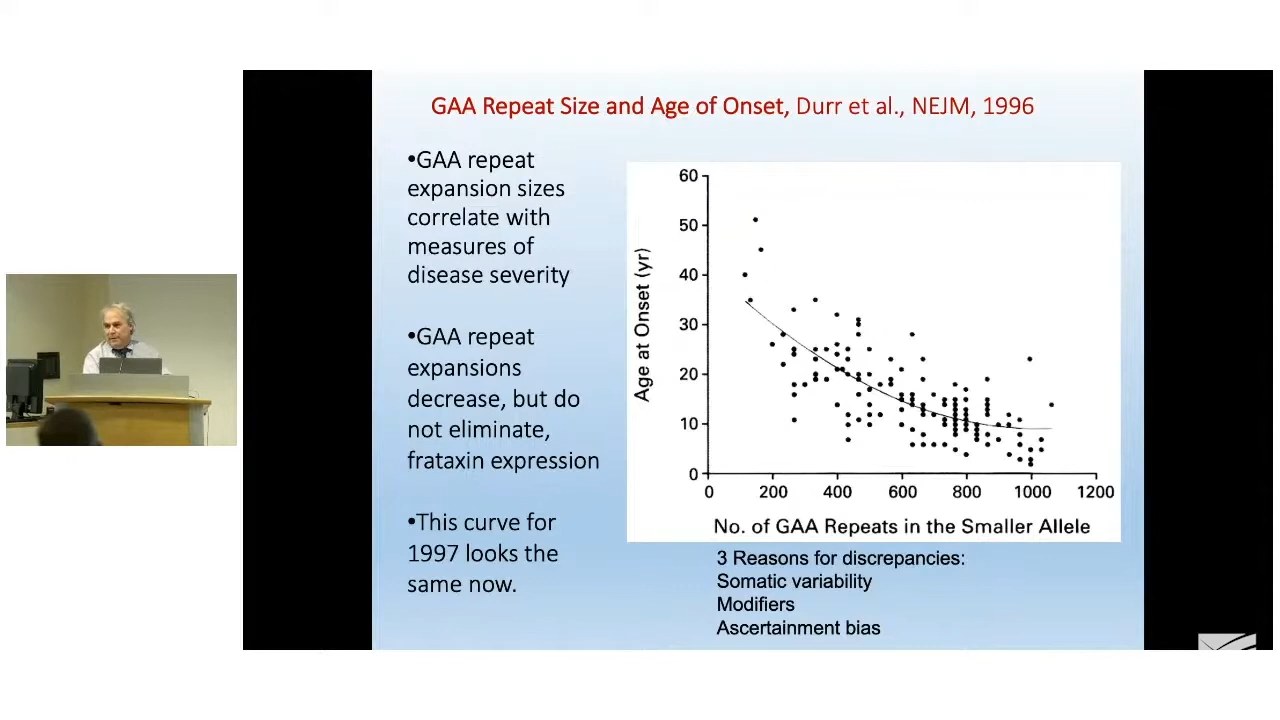 GAA Repeat Size and Age of Onset, Durr et al., NEJM, 1996
•GAA repeat
expansion sizes
correlate with
measures of
disease severity
•GAA repeat
expansions
decrease, but do
not eliminate,
frataxin expression
•This curve for
1997 looks the
same now.
Age at Onset (yr)
60
50
40
30
20
10
0
0 200 400 600 800 1000 1200
No. of GAA Repeats in the Smaller Allele
3 Reasons for discrepancies:
Somatic variability
Modifiers
Ascertainment bias